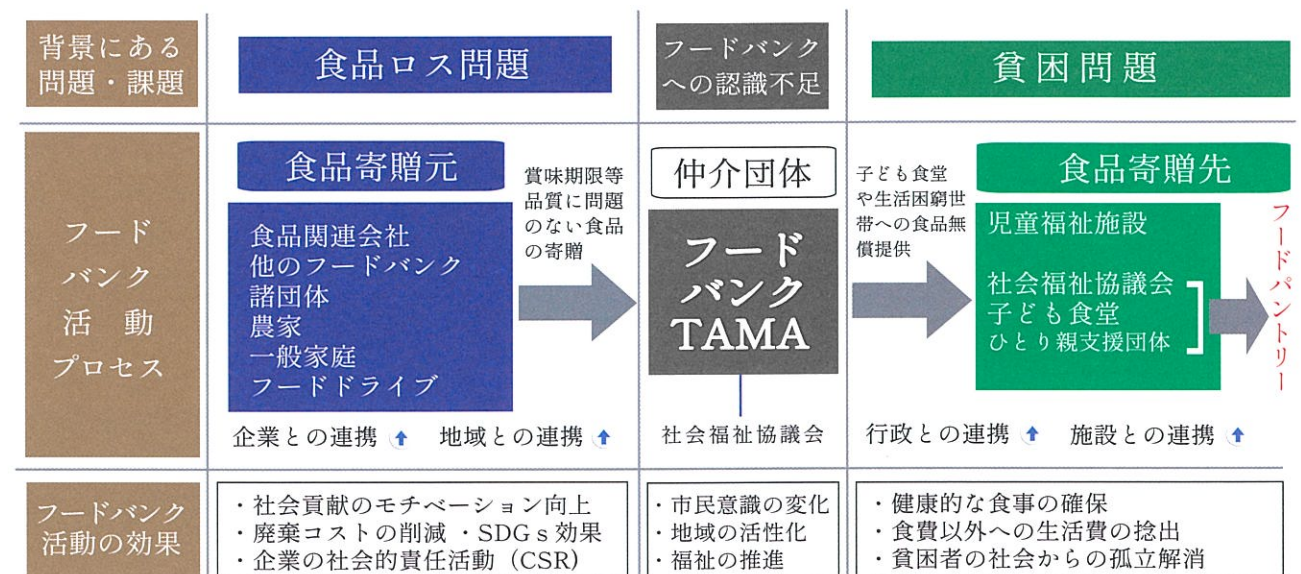 背景にある
問題・課題
食品ロス問題
フードバンク
への認識不足
貧困問題
フード
バンク
活動
プロセス
食品寄贈元
食品関連会社
他のフードバンク
諸団体
農家
一般家庭
フードドライブ
賞味期限等
品質に問題
のない食品
の寄贈
仲介団体
フード
バンク
TAMA
社会福祉協議会
子ども食堂
や生活困窮世
帯への食品無
償提供
食品寄贈先
児童福祉施設
社会福祉協議会
子ども食堂
ひとり親支援団体
フードパントリー
企業との連携 地域との連携
行政との連携 施設との連携
フードバンク
活動の効果
・社会貢献のモチベーション向上
・廃棄コストの削減 ・SDGs効果
・企業の社会的責任活動（CSR）
・市民意識の変化
・地域の活性化
・福祉の推進
・健康的な食事の確保
・食費以外への生活費の捻出
・貧困者の社会からの孤立解消